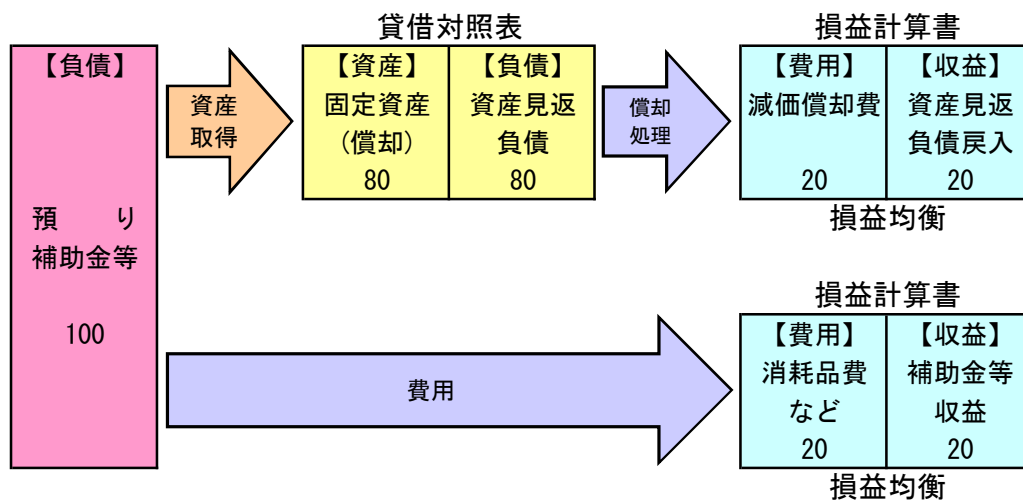 貸借対照表
損益計算書
【負債】
預り
補助金等
100
資産
取得
【資産】
固定資産
(償却)
80
【負債】
資産見返
負債
80
償却
処理
【費用】
減価償却費
20
【収益】
資産見返
負債戻入
20
損益均衡
損益計算書
費用
【費用】
消耗品費
など
20
【収益】
補助金等
収益
20
損益均衡